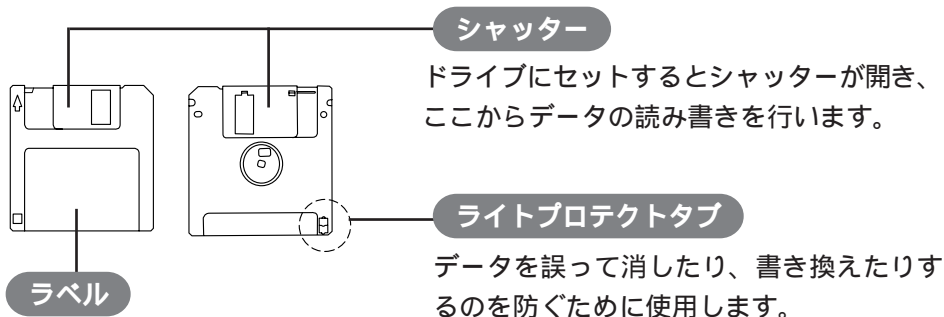 シャッター
ドライブにセットするとシャッターが開き、
ここからデータの読み書きを行います。
ライトプロテクトタブ
データを誤って消したり、書き換えたりす
るのを防ぐために使用します。
ラベル